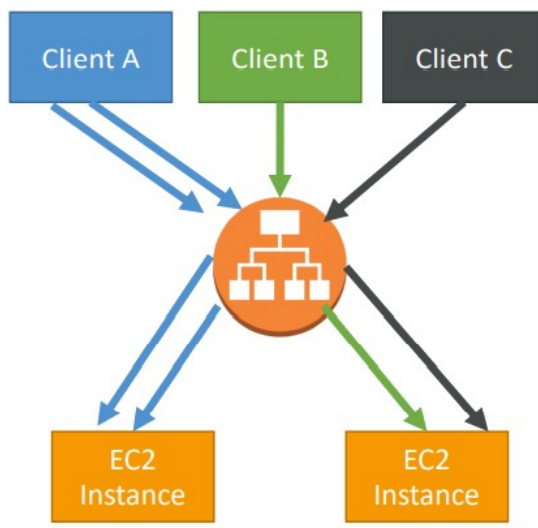 Client A
Client B
Client C
EC2
Instance
EC2
Instance